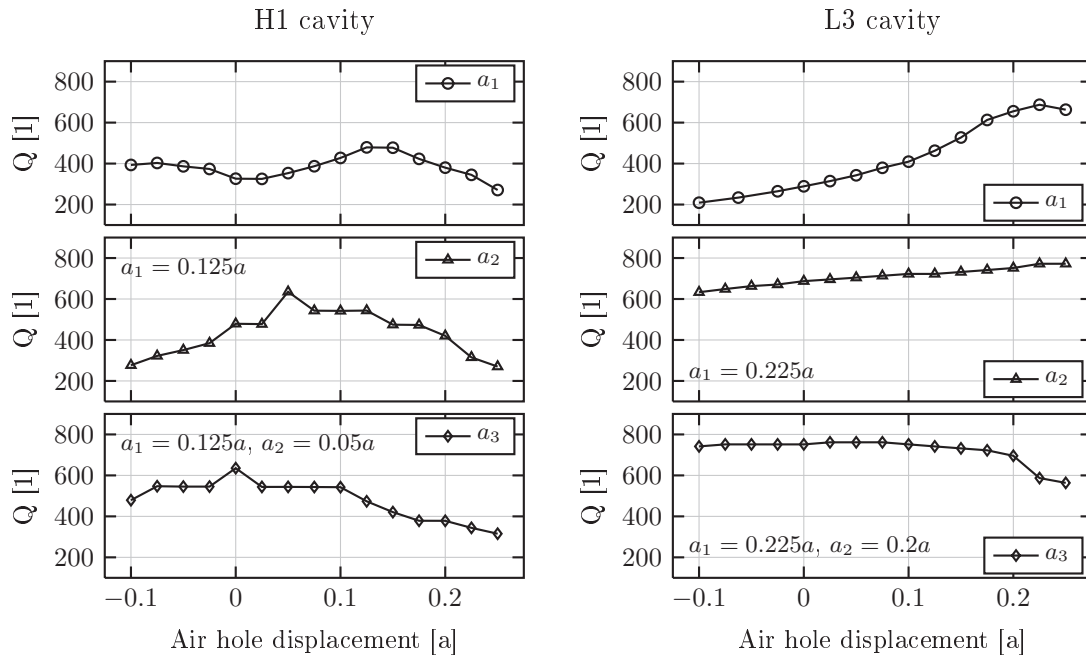 H1 cavity
L3 cavity
Q [1]
800
600
400
200
a₁
Q [1]
800
600
400
200
a₁
Q [1]
800
600
400
200
a₁ = 0.125a
a₂
Q [1]
800
600
400
200
a₁ = 0.225a
a₂
Q [1]
800
600
400
200
a₁ = 0.125a, a₂ = 0.05a
a₃
Q [1]
800
600
400
200
a₁ = 0.225a, a₂ = 0.2a
a₃
−0.1 0 0.1 0.2
−0.1 0 0.1 0.2
Air hole displacement [a]
Air hole displacement [a]